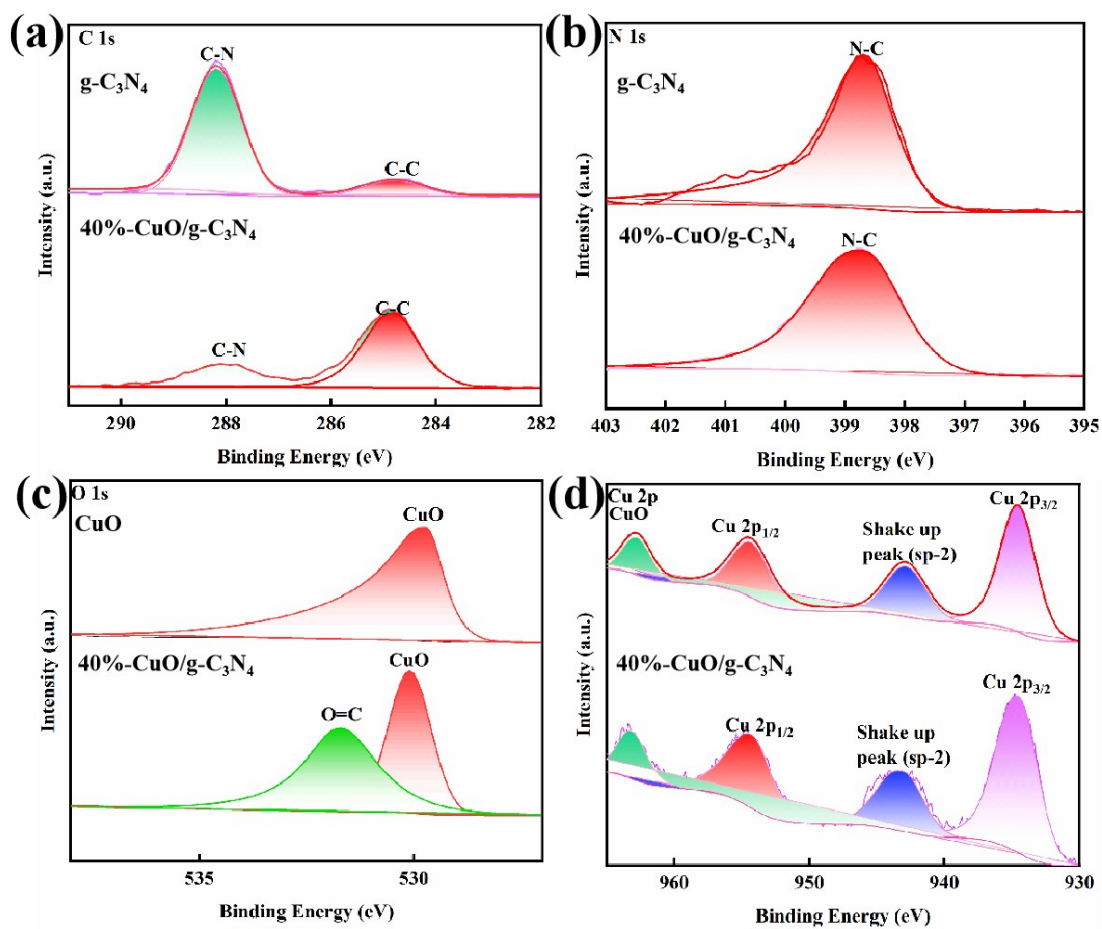 (a)
C 1s
C-N
g-C₃N₄
C-C
40%-CuO/g-C₃N₄
C-C
C-N
Intensity (a.u.)
290 288 286 284 282
Binding Energy (eV)
(b)
N 1s
N-C
g-C₃N₄
40%-CuO/g-C₃N₄
N-C
Intensity (a.u.)
403 402 401 400 399 398 397 396 395
Binding Energy (eV)
(c)
O 1s
CuO
CuO
40%-CuO/g-C₃N₄
CuO
O=C
Intensity (a.u.)
535 530
Binding Energy (eV)
(d)
Cu 2p
CuO
Cu 2p₁/₂
Shake up
peak (sp-2)
Cu 2p₃/₂
40%-CuO/g-C₃N₄
Cu 2p₁/₂
Shake up
peak (sp-2)
Cu 2p₃/₂
Intensity (a.u.)
960 950 940 930
Binding Energy (eV)